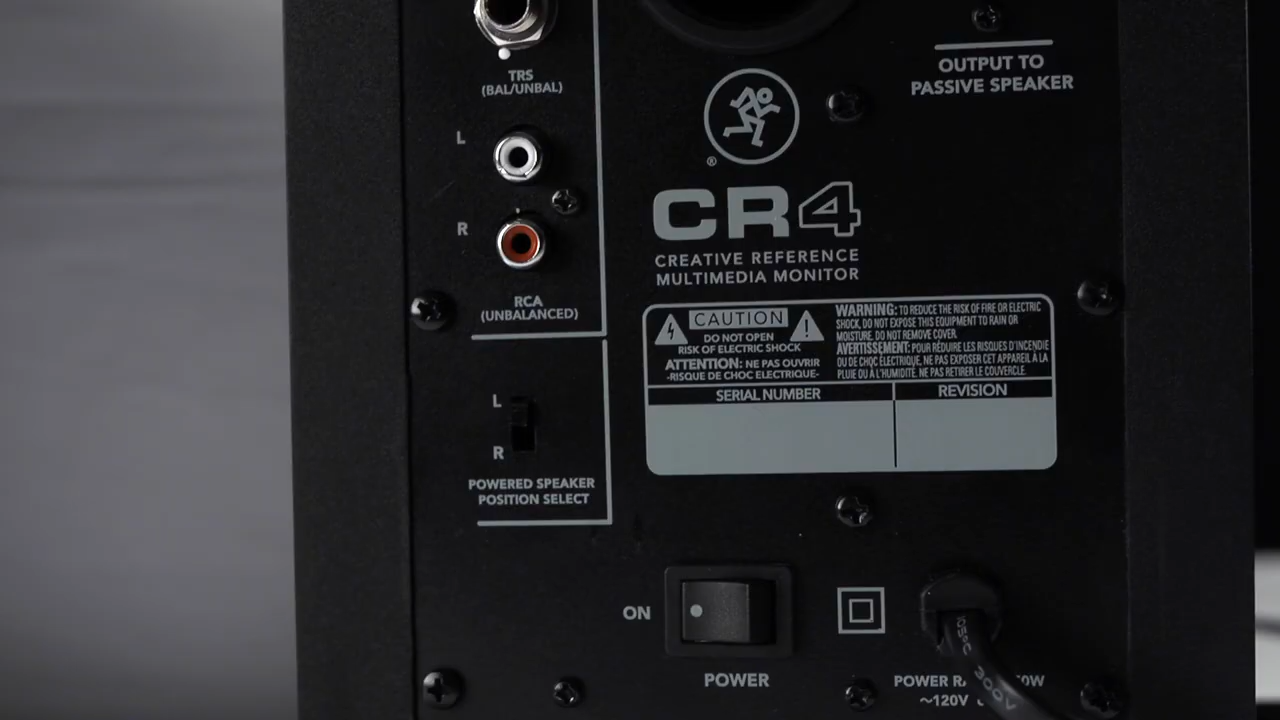 TRS
(BAL/UNBAL)
L
R
RCA
(UNBALANCED)
L
R
POWERED SPEAKER
POSITION SELECT
OUTPUT TO
PASSIVE SPEAKER
®
CR4
CREATIVE REFERENCE
MULTIMEDIA MONITOR
CAUTION
DO NOT OPEN
RISK OF ELECTRIC SHOCK
ATTENTION: NE PAS OUVRIR
-RISQUE DE CHOC ELECTRIQUE-
WARNING: TO REDUCE THE RISK OF FIRE OR ELECTRIC
SHOCK, DO NOT EXPOSE THIS EQUIPMENT TO RAIN OR
MOISTURE. DO NOT REMOVE COVER.
AVERTISSEMENT: POUR RÉDUIRE LES RISQUES D'INCENDIE
OU DE CHOC ÉLECTRIQUE, NE PAS EXPOSER CET APPAREIL À LA
PLUIE OU À L'HUMIDITÉ. NE PAS RETIRER LE COUVERCLE.
SERIAL NUMBER
REVISION
ON
POWER
POWER
~120V
105°C 300V